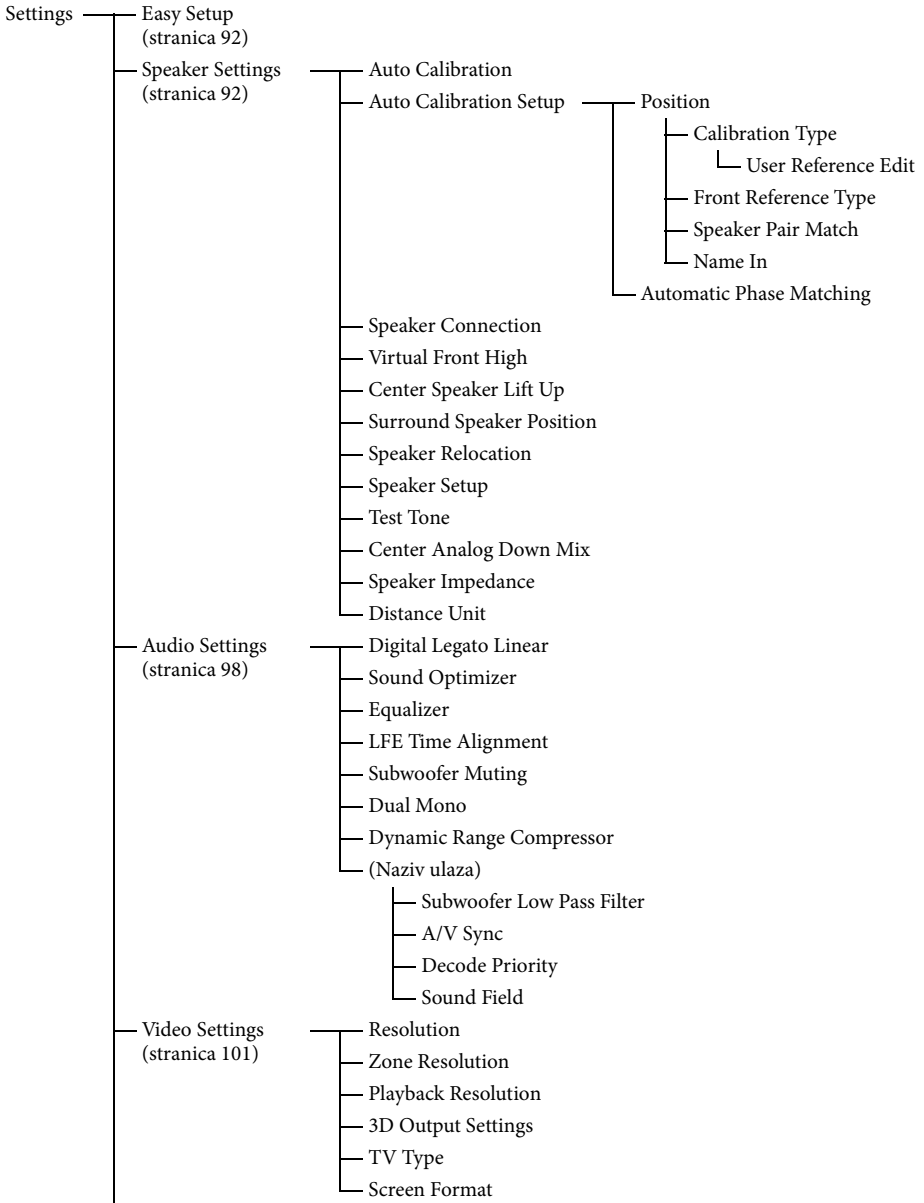 Settings
Easy Setup
(stranica 92)
Speaker Settings
(stranica 92)
Auto Calibration
Auto Calibration Setup
Position
Calibration Type
User Reference Edit
Front Reference Type
Speaker Pair Match
Name In
Automatic Phase Matching
Speaker Connection
Virtual Front High
Center Speaker Lift Up
Surround Speaker Position
Speaker Relocation
Speaker Setup
Test Tone
Center Analog Down Mix
Speaker Impedance
Distance Unit
Audio Settings
(stranica 98)
Digital Legato Linear
Sound Optimizer
Equalizer
LFE Time Alignment
Subwoofer Muting
Dual Mono
Dynamic Range Compressor
(Naziv ulaza)
Subwoofer Low Pass Filter
A/V Sync
Decode Priority
Sound Field
Video Settings
(stranica 101)
Resolution
Zone Resolution
Playback Resolution
3D Output Settings
TV Type
Screen Format